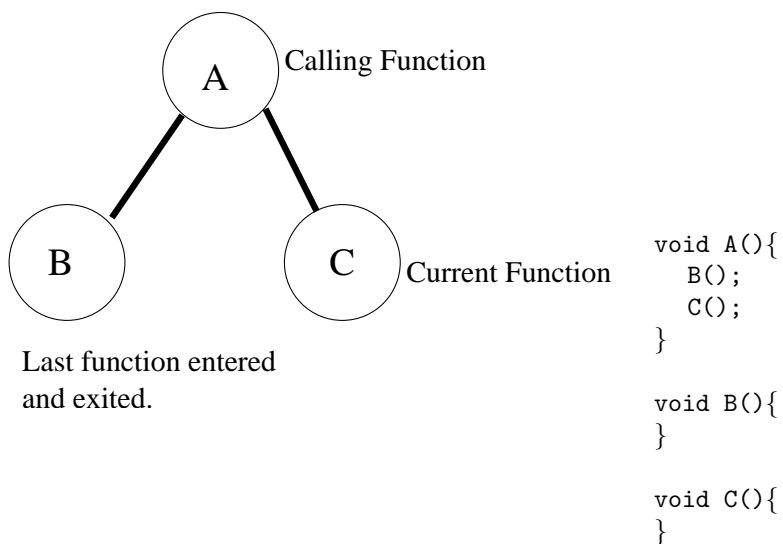 A
Calling Function
B
C
Current Function
Last function entered
and exited.
void A(){
B();
C();
}
void B(){
}
void C(){
}